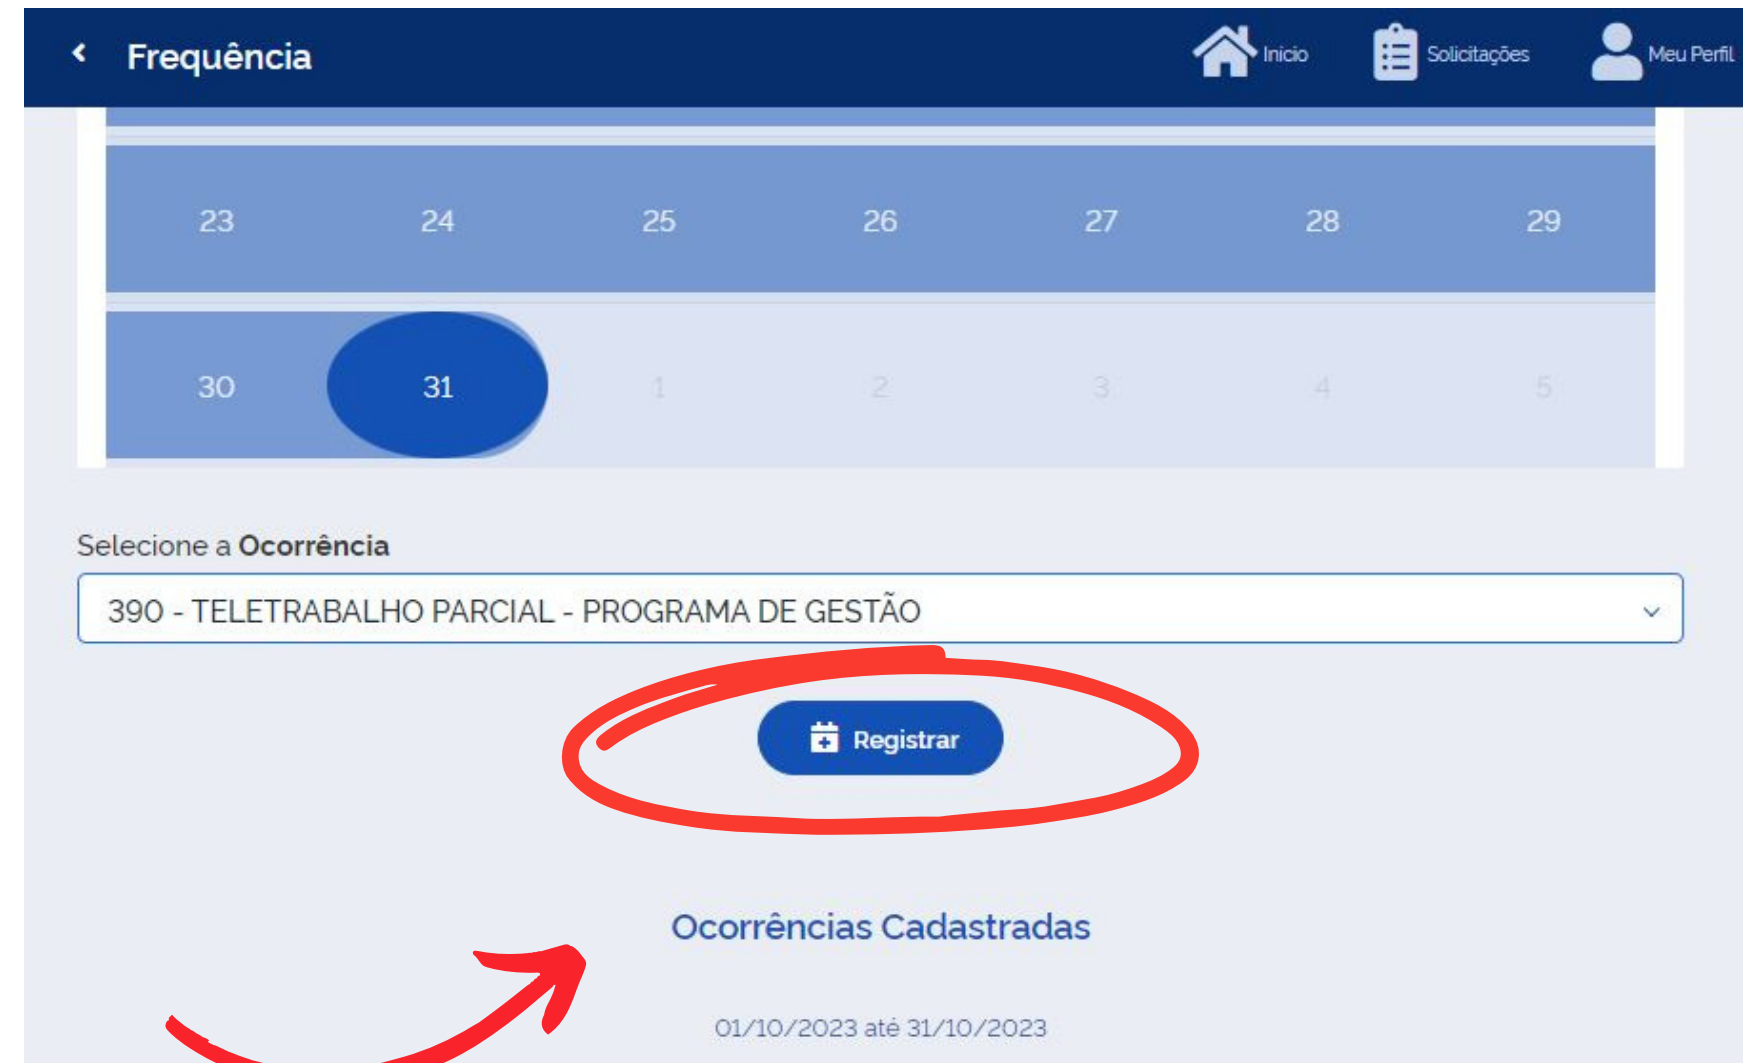 Frequência
Inicio
Solicitações
Meu Perfil
23 24 25 26 27 28 29
30 31 1 2 3 4 5
Selecione a Ocorrência
390 - TELETRABALHO PARCIAL - PROGRAMA DE GESTÃO
Registrar
Ocorrências Cadastradas
01/10/2023 até 31/10/2023